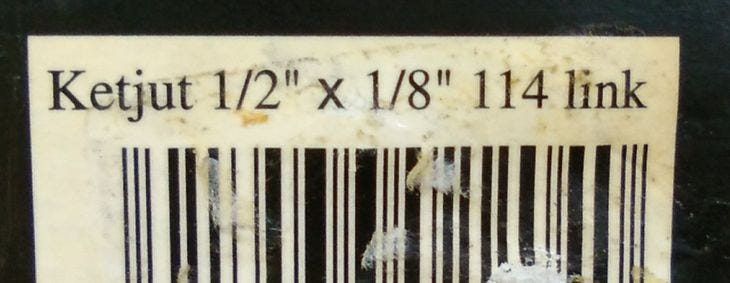 Ketjut 1/2" x 1/8" 114 link